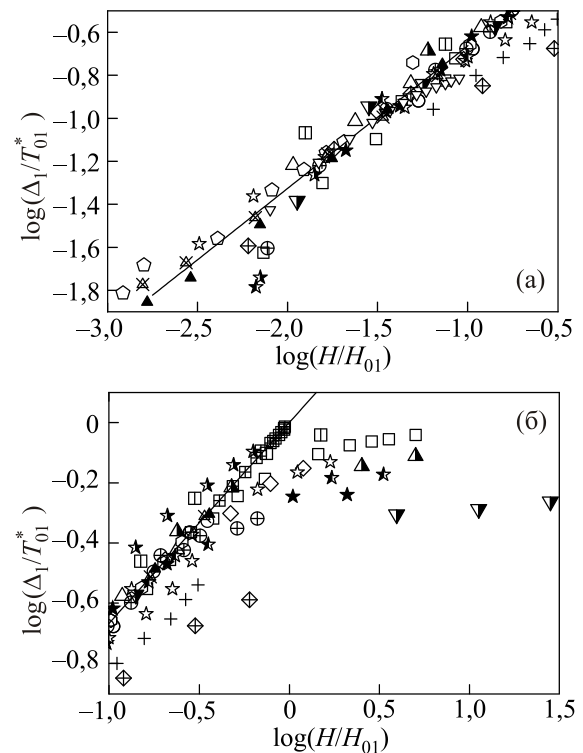 −0,6
−0,8
−1,0
−1,2
−1,4
−1,6
−1,8
log(Δ₁/T*₀₁)
(а)
−3,0 −2,5 −2,0 −1,5 −1,0 −0,5
log(H/H₀₁)
0
−0,2
−0,4
−0,6
−0,8
log(Δ₁/T*₀₁)
(б)
−1,0 −0,5 0 0,5 1,0 1,5
log(H/H₀₁)